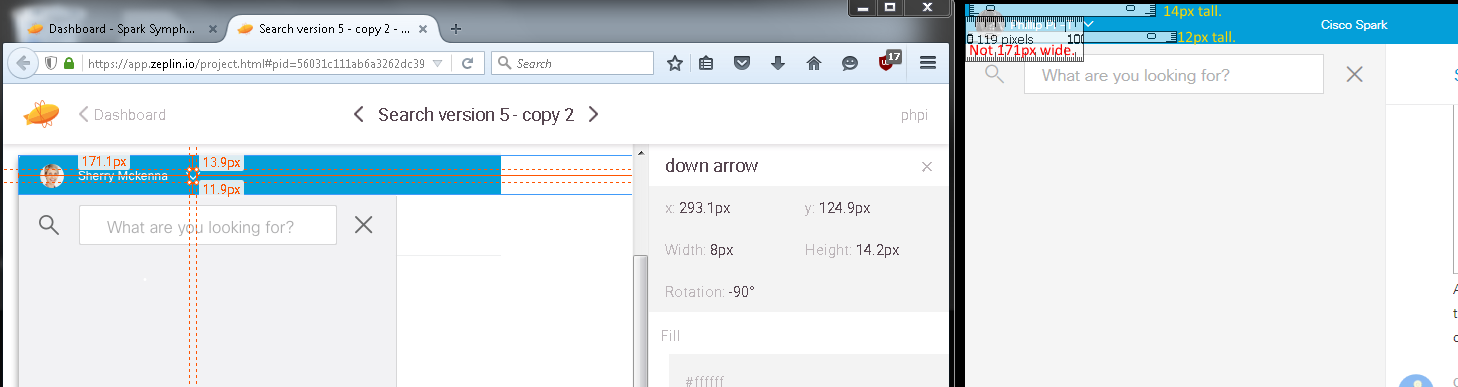 Dashboard - Spark Symph...
Search version 5 - copy 2 - ...
https://app.zeplin.io/project.html#pid=56031c111ab6a3262dc39
Search
17
Dashboard
Search version 5 - copy 2
phpi
171.1px
13.9px
Sherry Mckenna
11.9px
What are you looking for?
down arrow
x: 293.1px
y: 124.9px
Width: 8px
Height: 14.2px
Rotation: -90°
Fill
#ffffff
14px tall.
Cisco Spark
12px tall.
0 119 pixels 100
Not 171px wide.
What are you looking for?
S
A
t
c